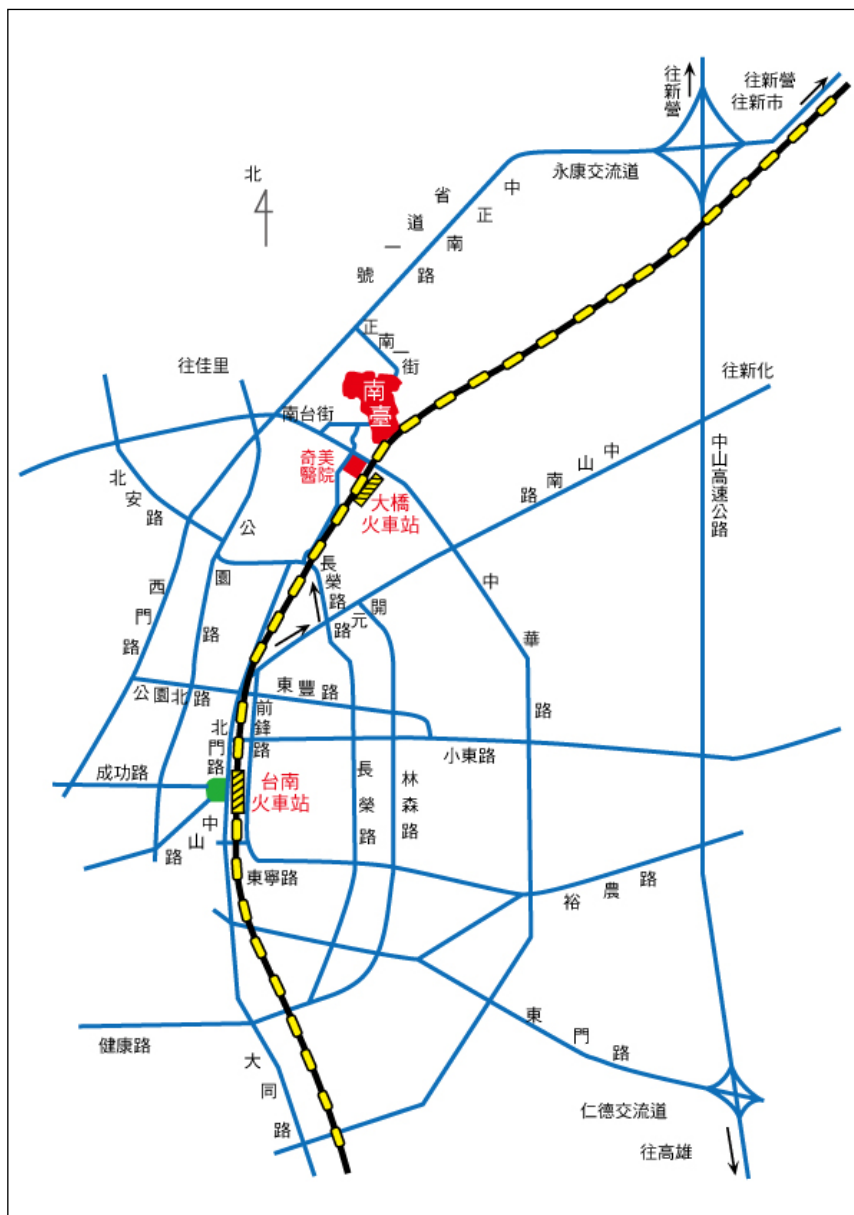 往新營
往新營
往新市
永康交流道
北
省道一號
中正南路
正南一街
往佳里
南臺
南台街
往新化
奇美
醫院
大橋
火車站
中山南路
中山高速公路
北安路
公園路
西門路
長榮路
開元路
中華路
公園北路
東豐路
前鋒路
北門路
小東路
成功路
台南
火車站
長榮路
林森路
中山路
東寧路
裕農路
健康路
大同路
東門路
仁德交流道
往高雄